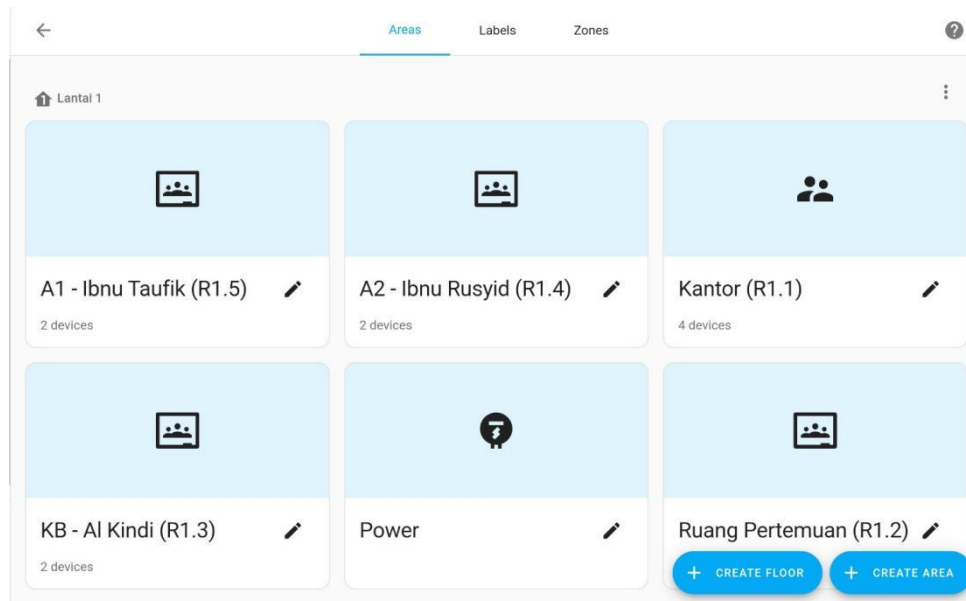 Areas Labels Zones
Lantai 1
A1 - Ibnu Taufik (R1.5)
2 devices
A2 - Ibnu Rusyid (R1.4)
2 devices
Kantor (R1.1)
4 devices
KB - Al Kindi (R1.3)
2 devices
Power
Ruang Pertemuan (R1.2)
+ CREATE FLOOR
+ CREATE AREA